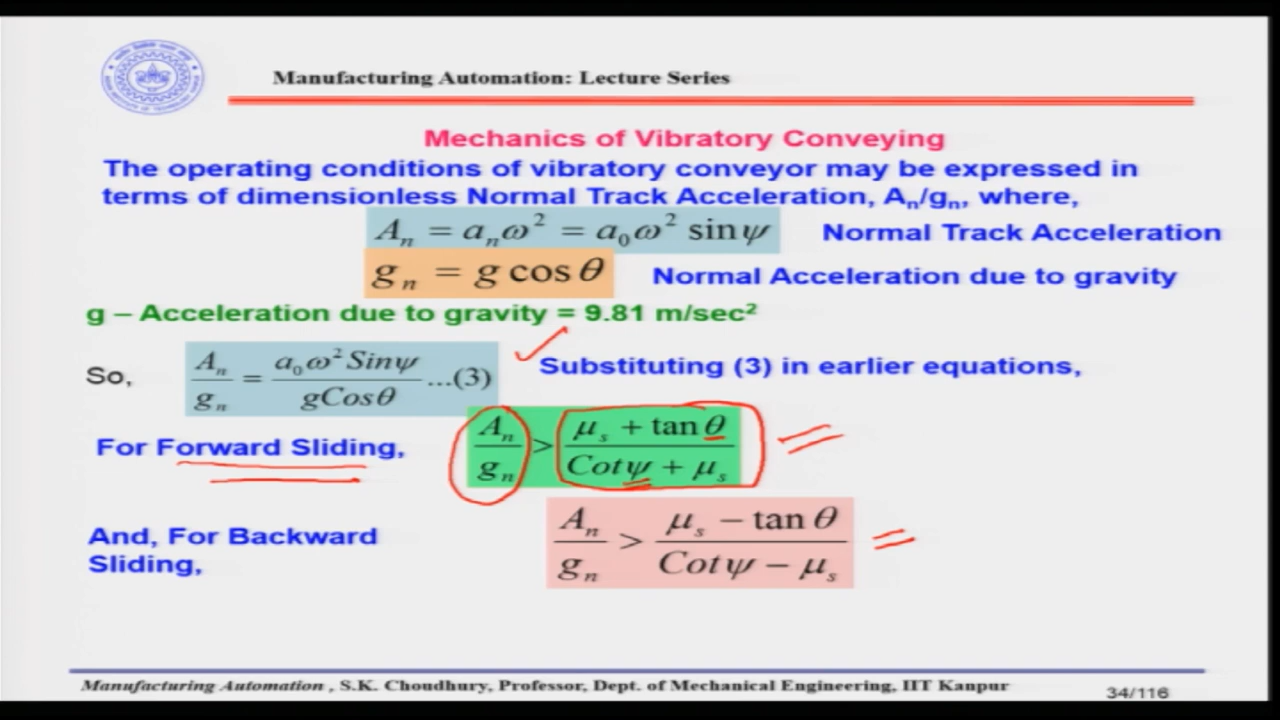 Manufacturing Automation: Lecture Series
Mechanics of Vibratory Conveying
The operating conditions of vibratory conveyor may be expressed in
terms of dimensionless Normal Track Acceleration, Aₙ/gₙ, where,
Aₙ = aₙω² = a₀ω² sinψ Normal Track Acceleration
gₙ = g cosθ Normal Acceleration due to gravity
g – Acceleration due to gravity = 9.81 m/sec²
So, Aₙ/gₙ = a₀ω² Sinψ / gCosθ ...(3) Substituting (3) in earlier equations,
For Forward Sliding, Aₙ/gₙ > (μₛ + tanθ)/(Cotψ + μₛ)
And, For Backward
Sliding, Aₙ/gₙ > (μₛ − tanθ)/(Cotψ − μₛ)
Manufacturing Automation , S.K. Choudhury, Professor, Dept. of Mechanical Engineering, IIT Kanpur
34/116